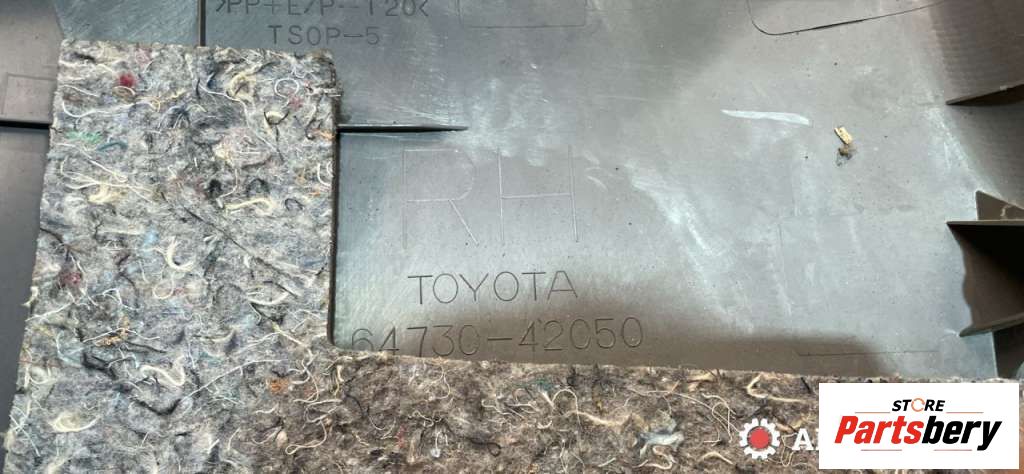 >PP+E/P-T20<
TSOP-5
RH
TOYOTA
64730-42050
STORE
Partsbery